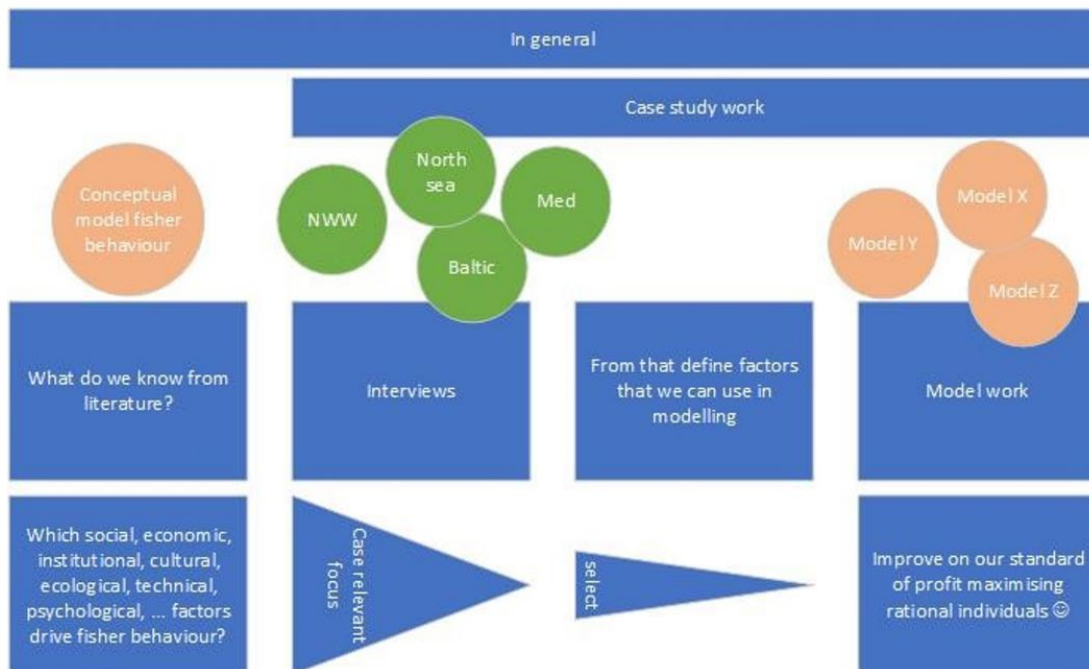 In general
Case study work
Conceptual
model fisher
behaviour
NWW
North
sea
Baltic
Med
Model Y
Model X
Model Z
What do we know from
literature?
Interviews
From that define factors
that we can use in
modelling
Model work
Which social, economic,
institutional, cultural,
ecological, technical,
psychological, ... factors
drive fisher behaviour?
Case relevant
focus
select
Improve on our standard
of profit maximising
rational individuals ☺